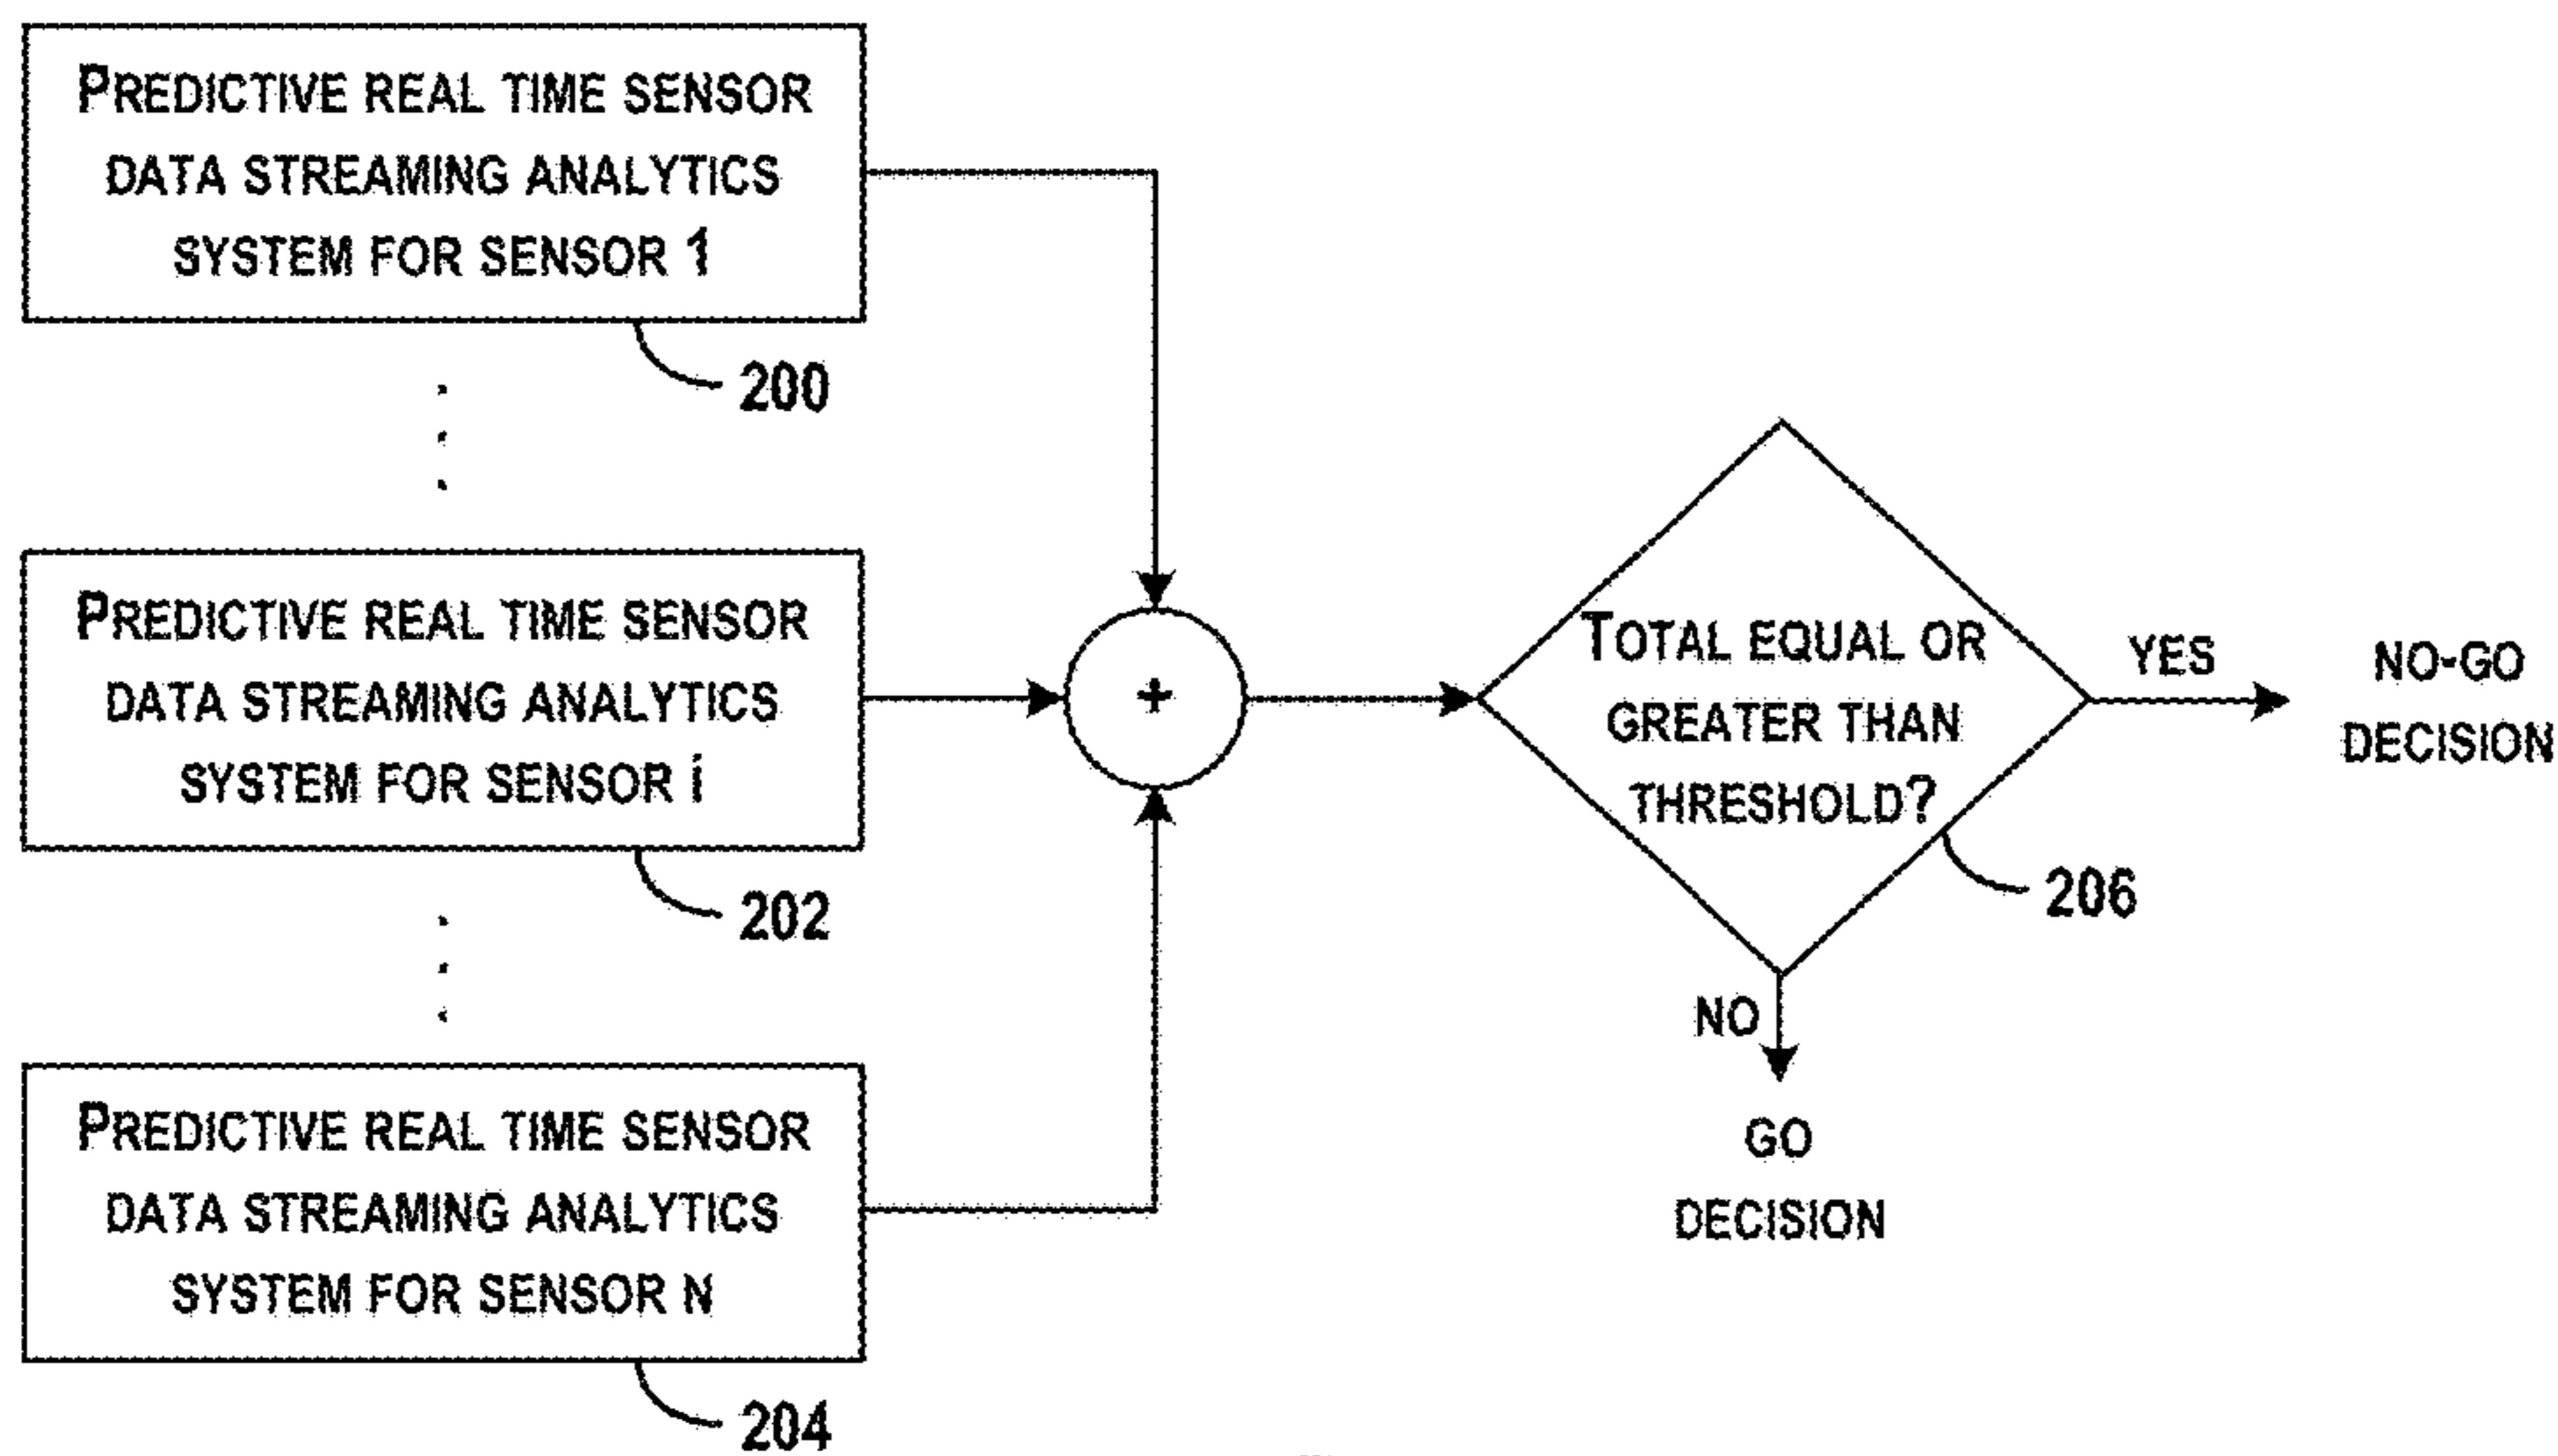 PREDICTIVE REAL TIME SENSOR
DATA STREAMING ANALYTICS
SYSTEM FOR SENSOR 1
200
PREDICTIVE REAL TIME SENSOR
DATA STREAMING ANALYTICS
SYSTEM FOR SENSOR i
202
PREDICTIVE REAL TIME SENSOR
DATA STREAMING ANALYTICS
SYSTEM FOR SENSOR N
204
+
TOTAL EQUAL OR
GREATER THAN
THRESHOLD?
206
YES
NO-GO
DECISION
NO
GO
DECISION